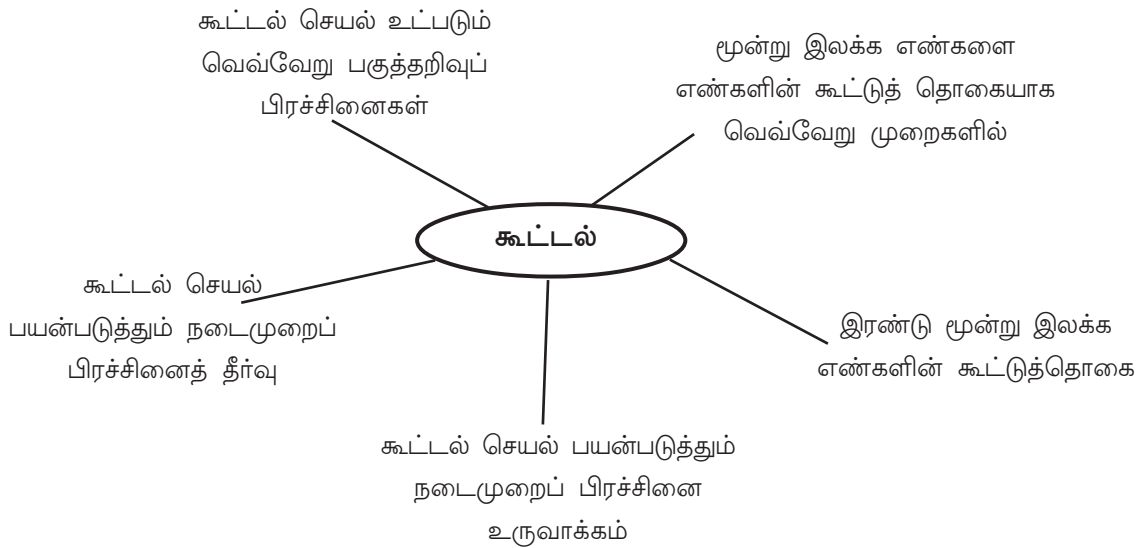 கூட்டல் செயல் உட்படும்
வெவ்வேறு பகுத்தறிவுப்
பிரச்சினைகள்
மூன்று இலக்க எண்களை
எண்களின் கூட்டுத் தொகையாக
வெவ்வேறு முறைகளில்
கூட்டல்
கூட்டல் செயல்
பயன்படுத்தும் நடைமுறைப்
பிரச்சினைத் தீர்வு
இரண்டு மூன்று இலக்க
எண்களின் கூட்டுத்தொகை
கூட்டல் செயல் பயன்படுத்தும்
நடைமுறைப் பிரச்சினை
உருவாக்கம்